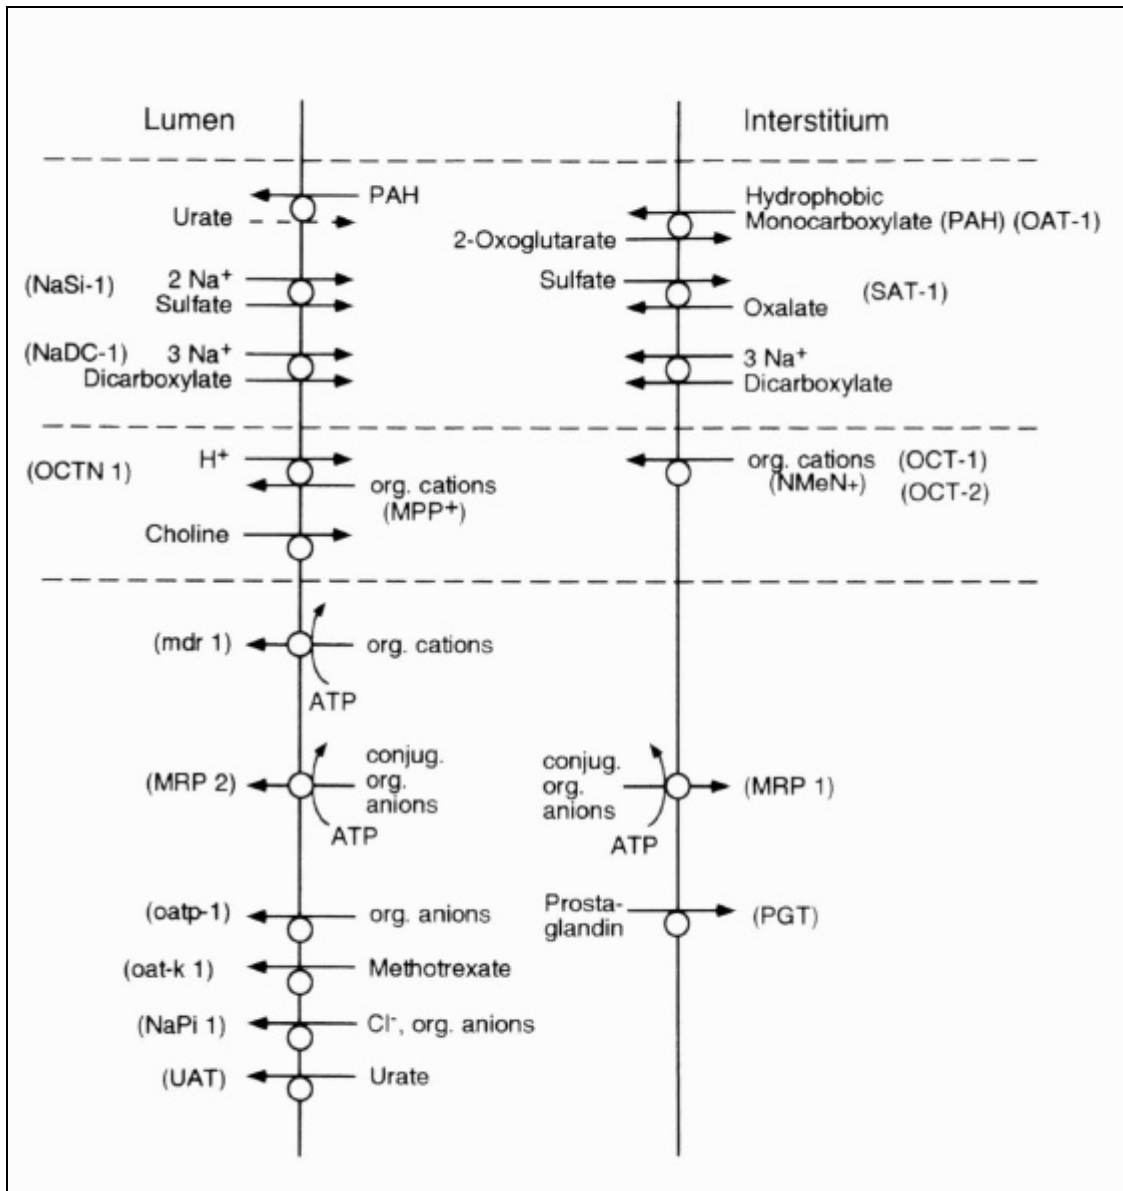 Lumen
Interstitium
PAH
Urate
Hydrophobic
Monocarboxylate (PAH) (OAT-1)
2-Oxoglutarate
(NaSi-1)
2 Na+
Sulfate
Sulfate
(SAT-1)
Oxalate
(NaDC-1)
3 Na+
Dicarboxylate
3 Na+
Dicarboxylate
(OCTN 1)
H+
org. cations
(MPP+)
org. cations (OCT-1)
(NMeN+)
(OCT-2)
Choline
(mdr 1)
org. cations
ATP
(MRP 2)
conjug.
org.
anions
ATP
conjug.
org.
anions
ATP
(MRP 1)
(oatp-1)
org. anions
Prosta-
glandin
(PGT)
(oat-k 1)
Methotrexate
(NaPi 1)
Cl-, org. anions
(UAT)
Urate